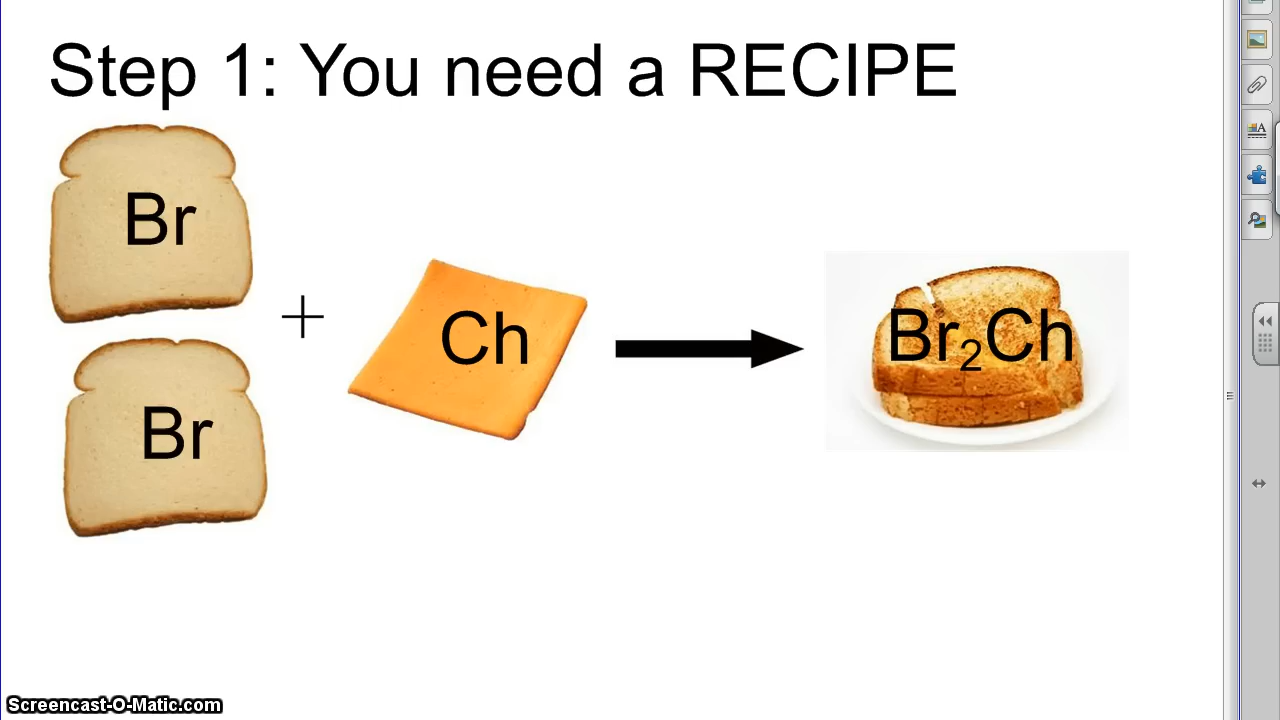 Step 1: You need a RECIPE
Br
+
Ch
Br₂Ch
Br
Screencast-O-Matic.com